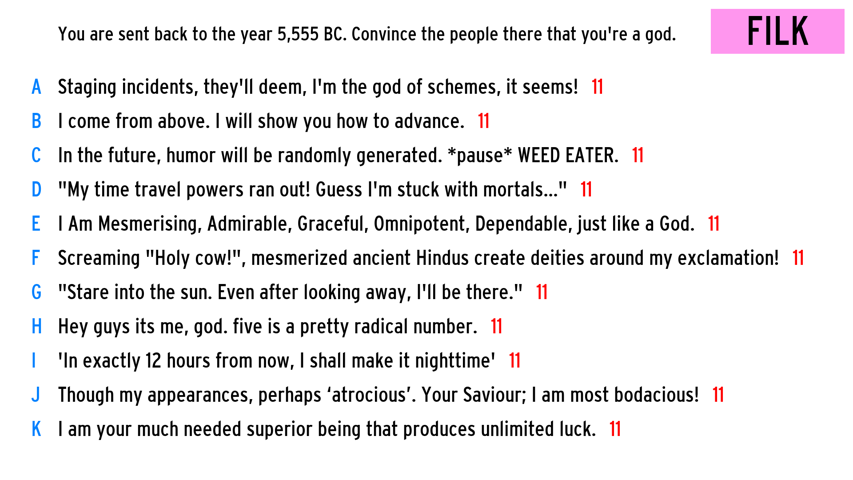 You are sent back to the year 5,555 BC. Convince the people there that you're a god.
FILK
A Staging incidents, they'll deem, I'm the god of schemes, it seems! 11
B I come from above. I will show you how to advance. 11
C In the future, humor will be randomly generated. *pause* WEED EATER. 11
D "My time travel powers ran out! Guess I'm stuck with mortals..." 11
E I Am Mesmerising, Admirable, Graceful, Omnipotent, Dependable, just like a God. 11
F Screaming "Holy cow!", mesmerized ancient Hindus create deities around my exclamation! 11
G "Stare into the sun. Even after looking away, I'll be there." 11
H Hey guys its me, god. five is a pretty radical number. 11
I 'In exactly 12 hours from now, I shall make it nighttime' 11
J Though my appearances, perhaps ‘atrocious’. Your Saviour; I am most bodacious! 11
K I am your much needed superior being that produces unlimited luck. 11